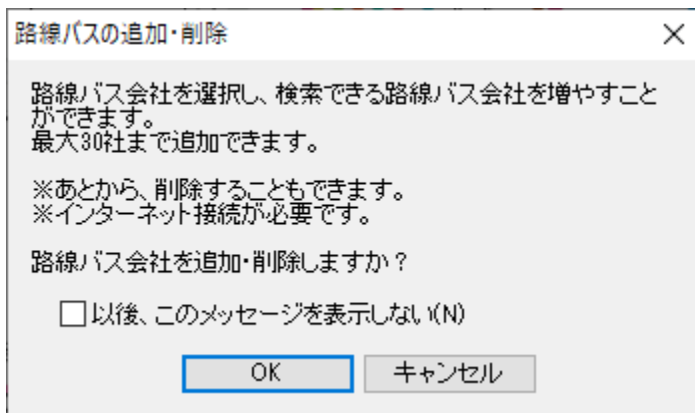 路線バスの追加・削除
路線バス会社を選択し、検索できる路線バス会社を増やすこと
ができます。
最大30社まで追加できます。
※あとから、削除することもできます。
※インターネット接続が必要です。
路線バス会社を追加・削除しますか？
以後、このメッセージを表示しない(N)
OK
キャンセル